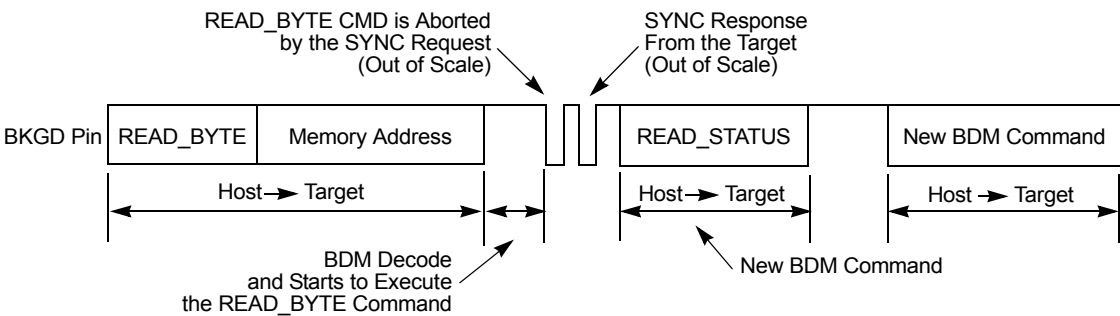 READ_BYTE CMD is Aborted
by the SYNC Request
(Out of Scale)
SYNC Response
From the Target
(Out of Scale)
BKGD Pin
READ_BYTE
Memory Address
READ_STATUS
New BDM Command
Host Target
Host Target
Host Target
BDM Decode
and Starts to Execute
the READ_BYTE Command
New BDM Command